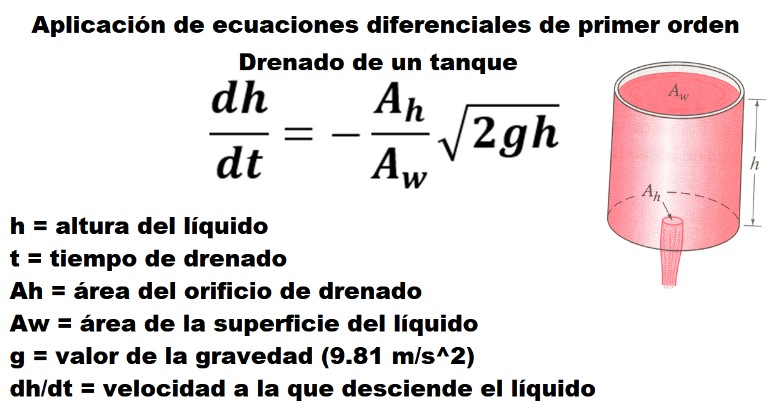 Aplicación de ecuaciones diferenciales de primer orden
Drenado de un tanque
dh/dt = − Ah/Aw √2gh
Aw
h
Ah
h = altura del líquido
t = tiempo de drenado
Ah = área del orificio de drenado
Aw = área de la superficie del líquido
g = valor de la gravedad (9.81 m/s^2)
dh/dt = velocidad a la que desciende el líquido